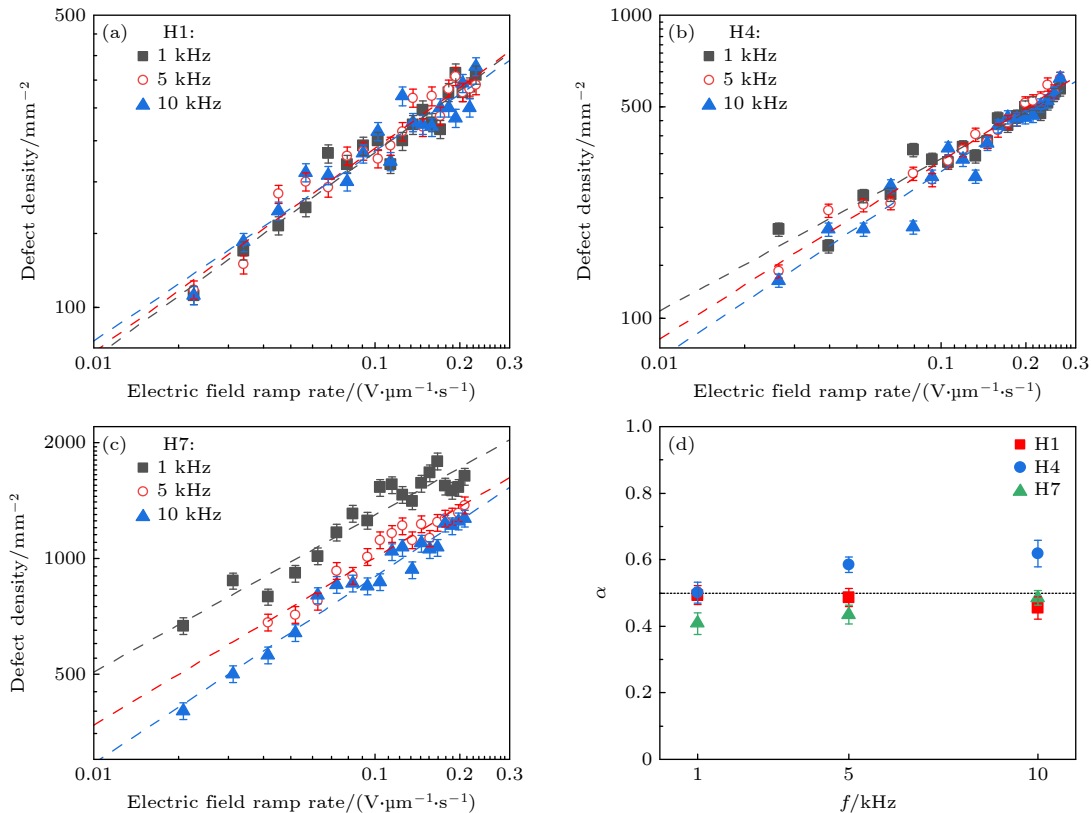 (a)
H1:
1 kHz
5 kHz
10 kHz
500
100
0.01
0.1
0.2
0.3
Defect density/mm⁻²
Electric field ramp rate/(V·µm⁻¹·s⁻¹)
(b)
H4:
1 kHz
5 kHz
10 kHz
1000
500
100
0.01
0.1
0.2
0.3
Defect density/mm⁻²
Electric field ramp rate/(V·µm⁻¹·s⁻¹)
(c)
H7:
1 kHz
5 kHz
10 kHz
2000
1000
500
0.01
0.1
0.2
0.3
Defect density/mm⁻²
Electric field ramp rate/(V·µm⁻¹·s⁻¹)
(d)
H1
H4
H7
1.0
0.8
0.6
0.4
0.2
0
1
5
10
α
f/kHz